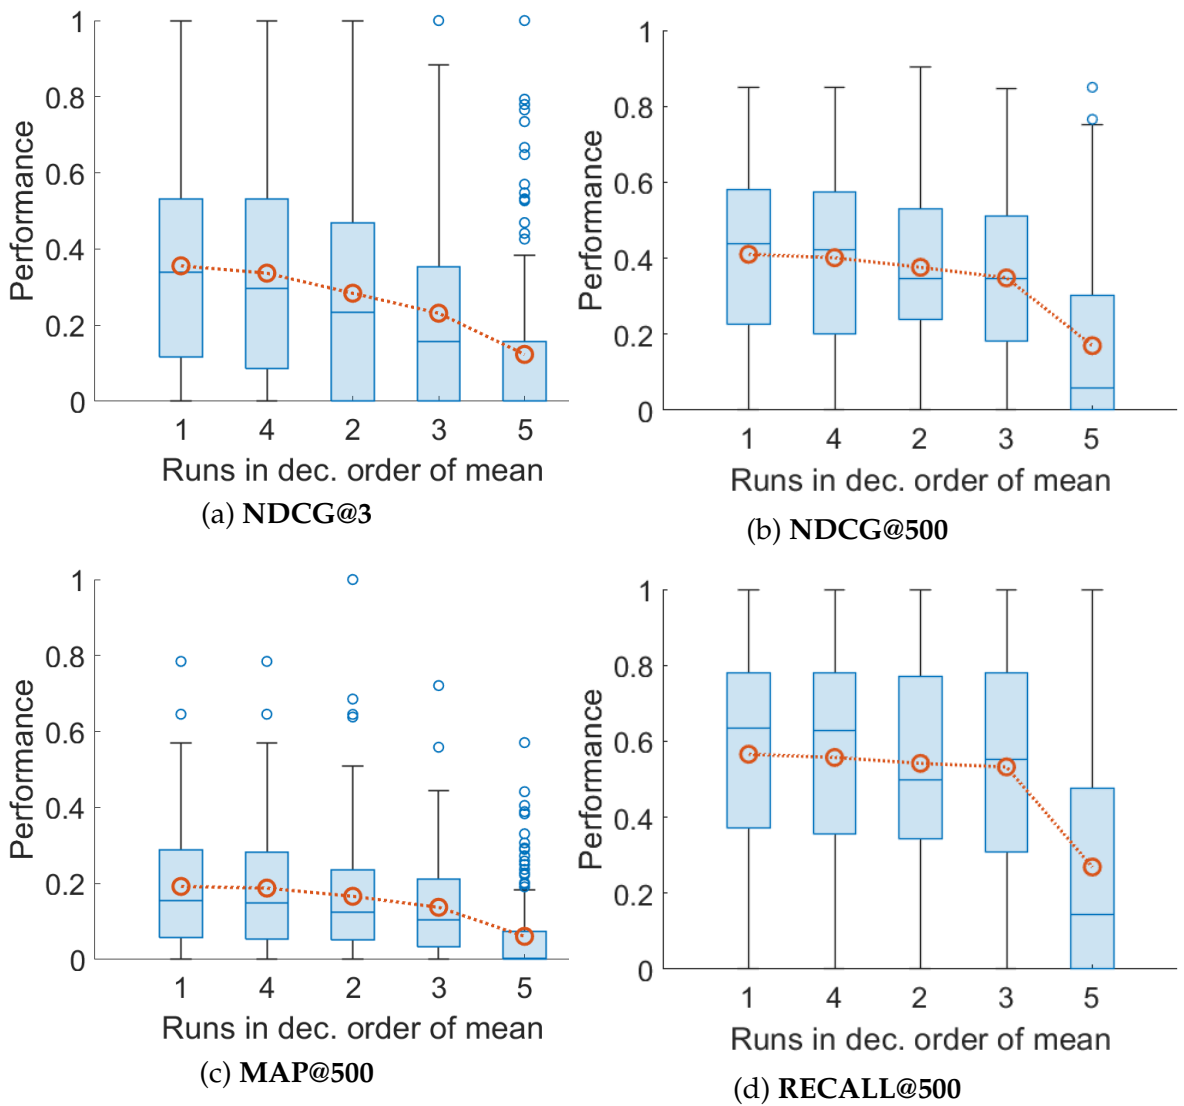 1
0.8
0.6
0.4
0.2
0
Performance
1 4 2 3 5
Runs in dec. order of mean
(a) NDCG@3
1
0.8
0.6
0.4
0.2
0
Performance
1 4 2 3 5
Runs in dec. order of mean
(b) NDCG@500
1
0.8
0.6
0.4
0.2
0
Performance
1 4 2 3 5
Runs in dec. order of mean
(c) MAP@500
1
0.8
0.6
0.4
0.2
0
Performance
1 4 2 3 5
Runs in dec. order of mean
(d) RECALL@500